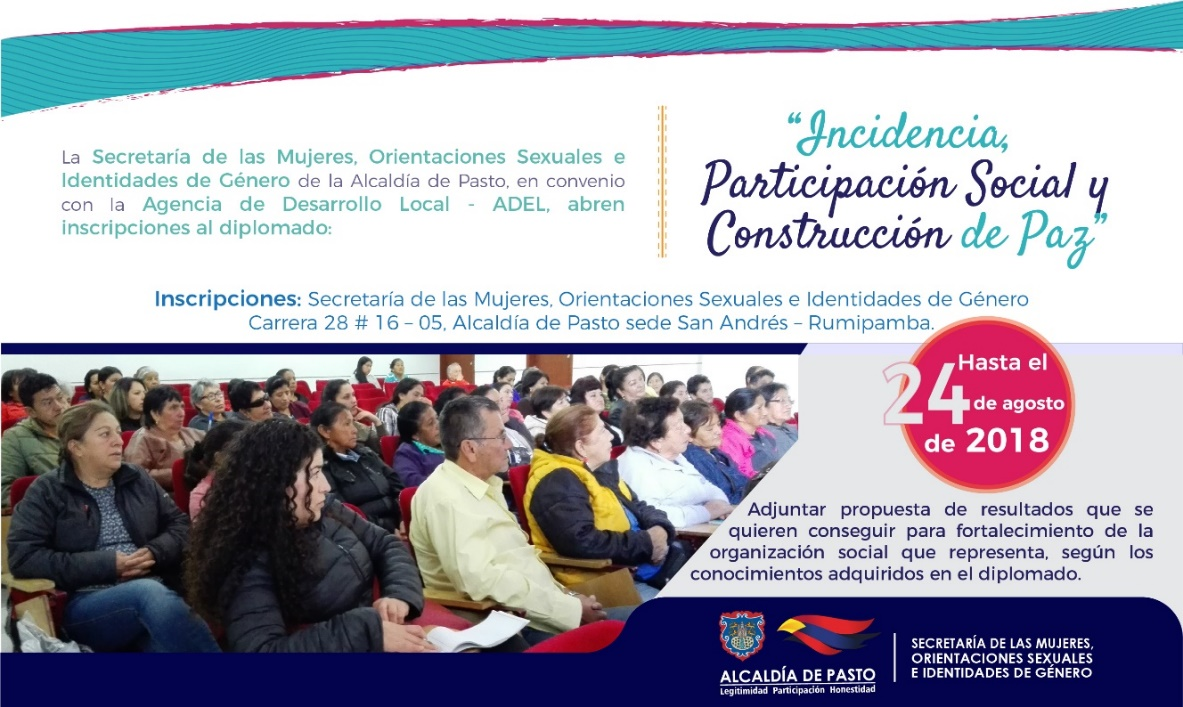 La Secretaría de las Mujeres, Orientaciones Sexuales e
Identidades de Género de la Alcaldía de Pasto, en convenio
con la Agencia de Desarrollo Local - ADEL, abren
inscripciones al diplomado:
“Incidencia,
Participación Social y
Construcción de Paz”
Inscripciones: Secretaría de las Mujeres, Orientaciones Sexuales e Identidades de Género
Carrera 28 # 16 – 05, Alcaldía de Pasto sede San Andrés – Rumipamba.
Hasta el
24 de agosto
de 2018
Adjuntar propuesta de resultados que se
quieren conseguir para fortalecimiento de la
organización social que representa, según los
conocimientos adquiridos en el diplomado.
ALCALDÍA DE PASTO
Legitimidad Participación Honestidad
SECRETARÍA DE LAS MUJERES,
ORIENTACIONES SEXUALES
E IDENTIDADES DE GÉNERO